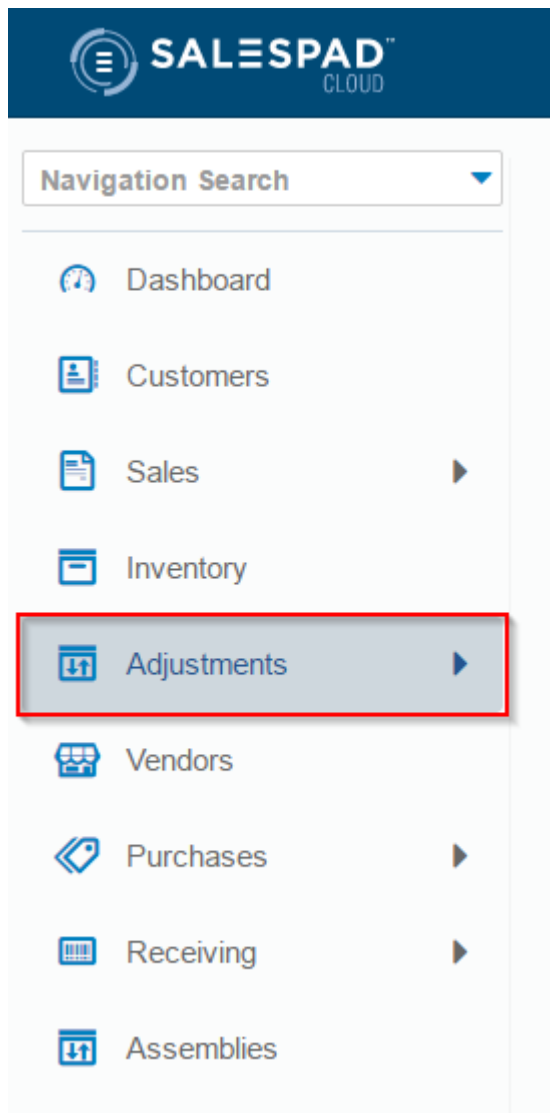 SALESPAD™
CLOUD
Navigation Search
Dashboard
Customers
Sales
Inventory
Adjustments
Vendors
Purchases
Receiving
Assemblies